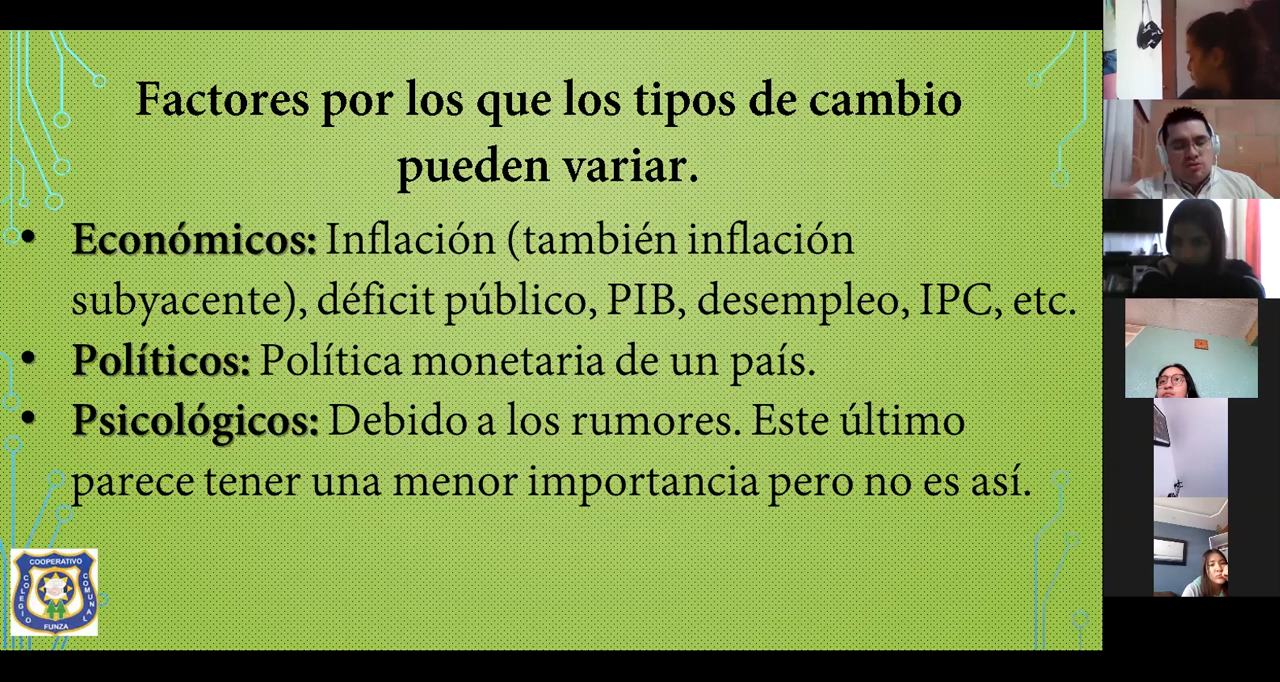 Factores por los que los tipos de cambio
pueden variar.
• Económicos: Inflación (también inflación
subyacente), déficit público, PIB, desempleo, IPC, etc.
• Políticos: Política monetaria de un país.
• Psicológicos: Debido a los rumores. Este último
parece tener una menor importancia pero no es así.
COOPERATIVO
COLEGIO
COMUNAL
FUNZA